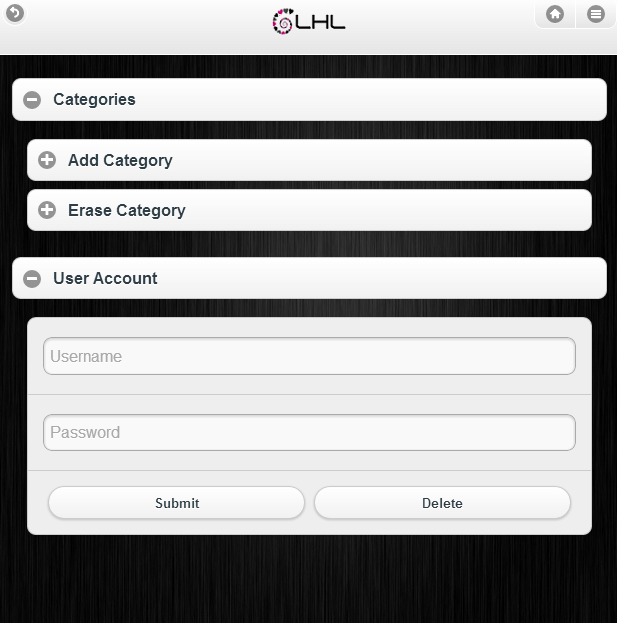 LHL
Categories
Add Category
Erase Category
User Account
Username
Password
Submit
Delete